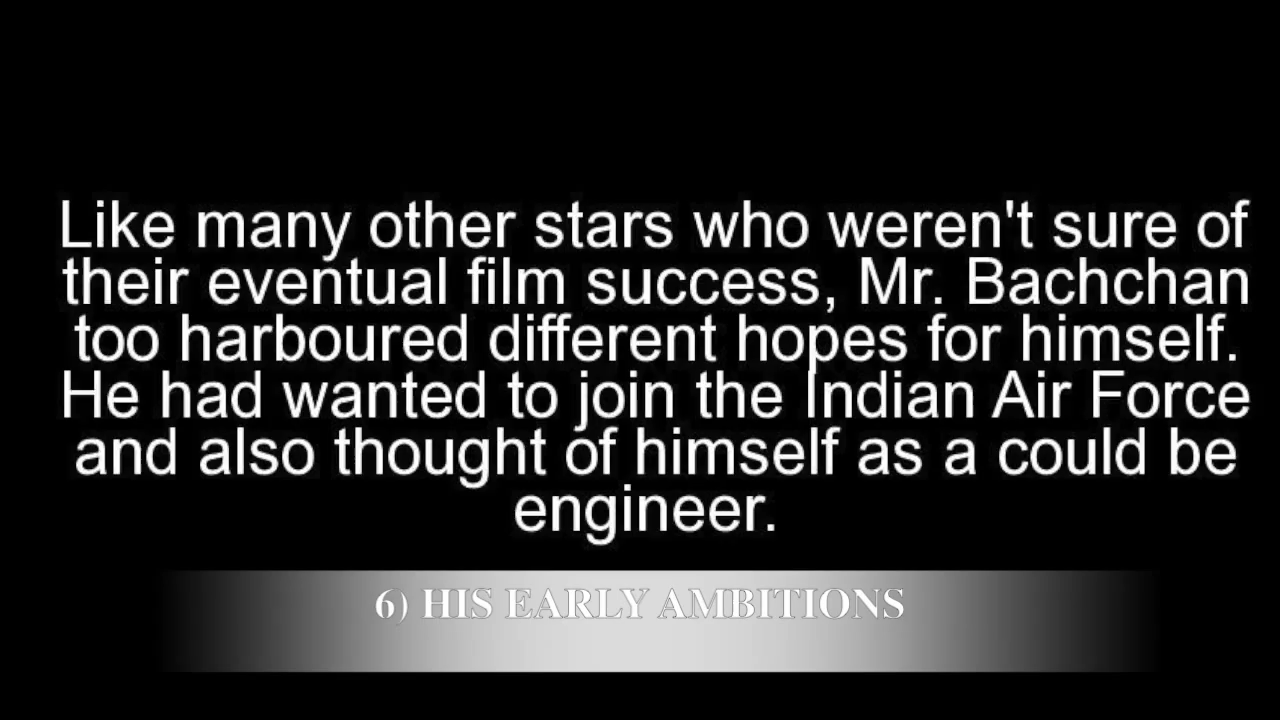 Like many other stars who weren't sure of
their eventual film success, Mr. Bachchan
too harboured different hopes for himself.
He had wanted to join the Indian Air Force
and also thought of himself as a could be
engineer.
6) HIS EARLY AMBITIONS